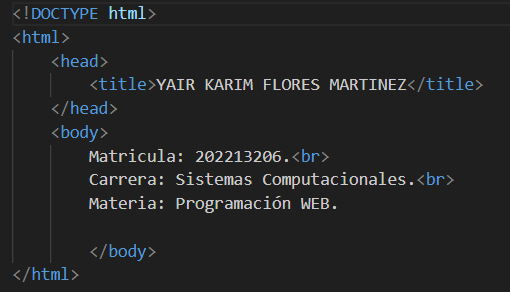 <!DOCTYPE html>
<html>
<head>
<title>YAIR KARIM FLORES MARTINEZ</title>
</head>
<body>
Matricula: 202213206.<br>
Carrera: Sistemas Computacionales.<br>
Materia: Programación WEB.
</body>
</html>